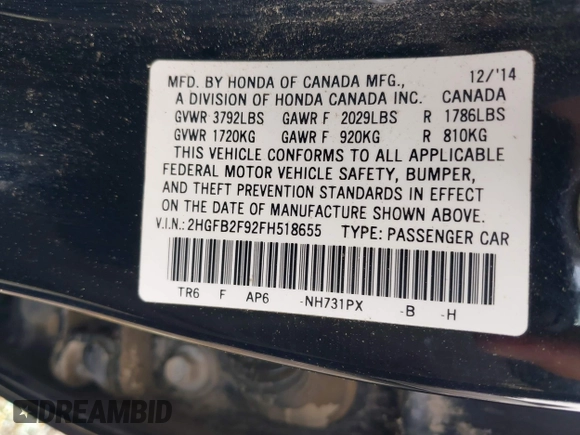 MFD. BY HONDA OF CANADA MFG., 12/'14
A DIVISION OF HONDA CANADA INC. CANADA
GVWR 3792LBS GAWR F 2029LBS R 1786LBS
GVWR 1720KG GAWR F 920KG R 810KG
THIS VEHICLE CONFORMS TO ALL APPLICABLE
FEDERAL MOTOR VEHICLE SAFETY, BUMPER,
AND THEFT PREVENTION STANDARDS IN EFFECT
ON THE DATE OF MANUFACTURE SHOWN ABOVE.
V.I.N.: 2HGFB2F92FH518655 TYPE: PASSENGER CAR
TR6 F AP6 -NH731PX -B -H
DREAMBID